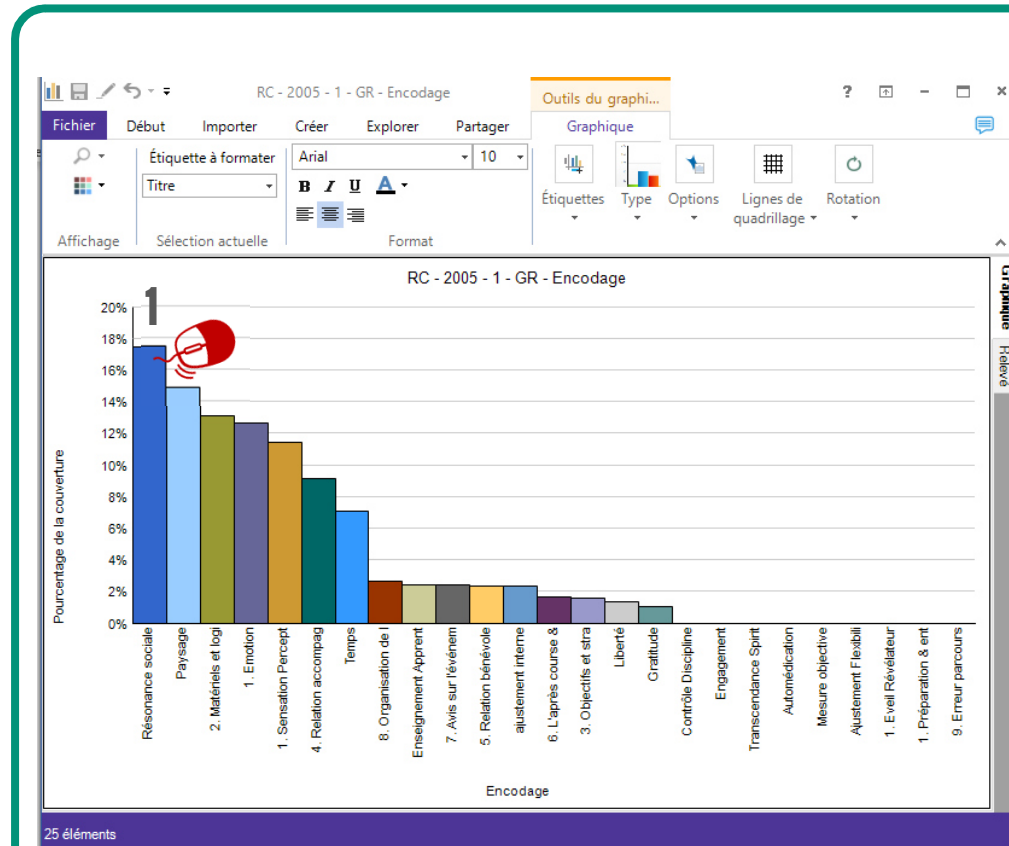 RC - 2005 - 1 - GR - Encodage
Outils du graphi...
?
Fichier Début Importer Créer Explorer Partager Graphique
Étiquette à formater
Arial 10
Titre
B I U A
Étiquettes Type Options Lignes de quadrillage Rotation
Affichage Sélection actuelle Format
RC - 2005 - 1 - GR - Encodage
Graphique
Relevé
1
20%
18%
16%
14%
12%
10%
8%
6%
4%
2%
0%
Pourcentage de la couverture
Résonance sociale
Paysage
2. Matériels et logi
1. Emotion
1. Sensation Percept
4. Relation accompag
Temps
8. Organisation de l
Enseignement Apprent
7. Avis sur l'événem
5. Relation bénévole
ajustement interne
6. L'après course &
3. Objectifs et stra
Liberté
Gratitude
Contrôle Discipline
Engagement
Transcendance Spirit
Automédication
Mesure objective
Ajustement Flexibili
1. Eveil Révélateur
1. Préparation & ent
9. Erreur parcours
Encodage
25 éléments